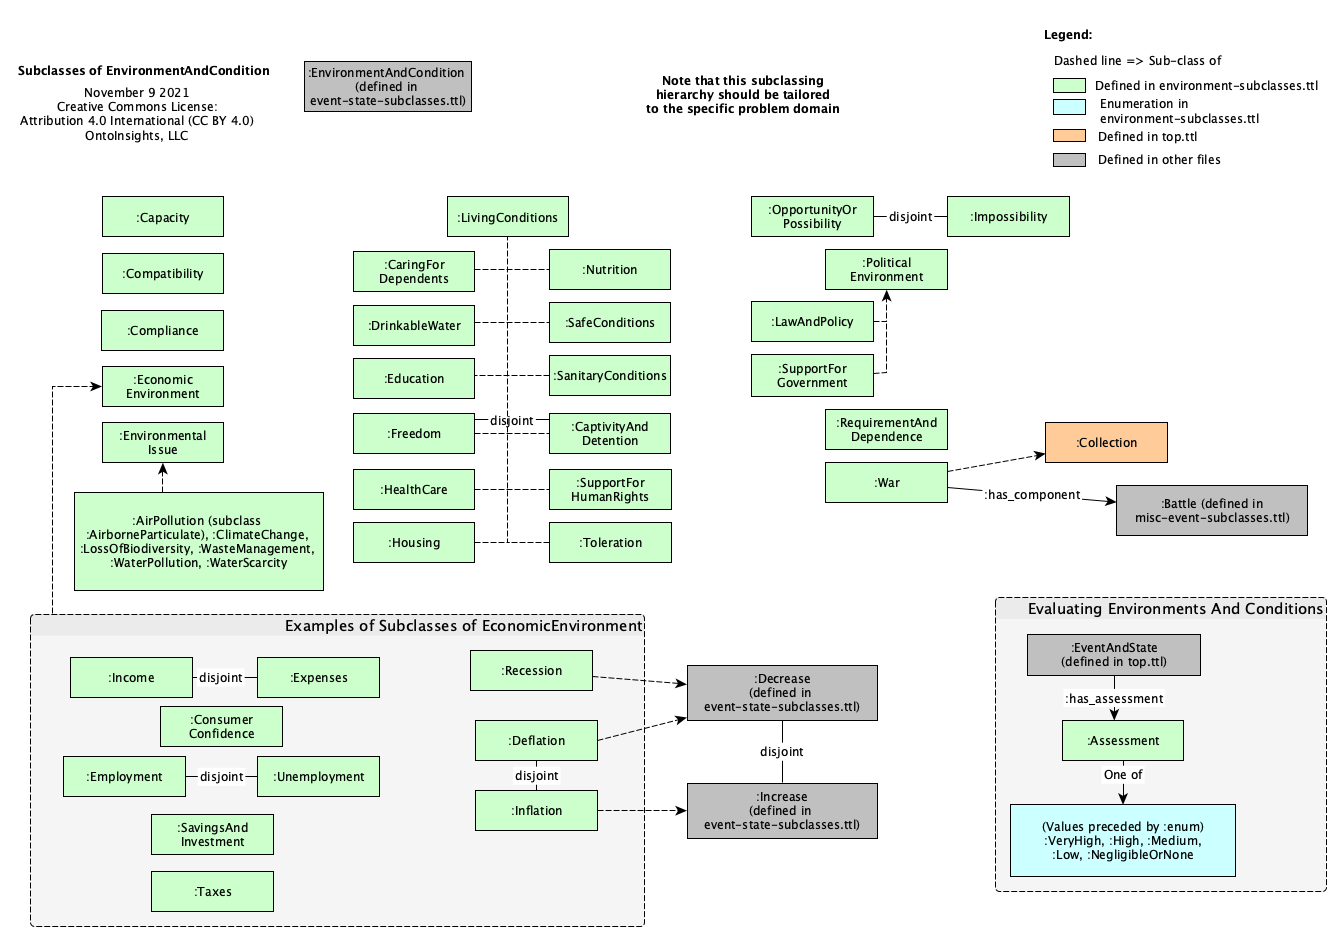 Subclasses of EnvironmentAndCondition
November 9 2021
Creative Commons License:
Attribution 4.0 International (CC BY 4.0)
OntoInsights, LLC
:EnvironmentAndCondition
(defined in
event-state-subclasses.ttl)
Note that this subclassing
hierarchy should be tailored
to the specific problem domain
Legend:
Dashed line => Sub-class of
Defined in environment-subclasses.ttl
Enumeration in
environment-subclasses.ttl
Defined in top.ttl
Defined in other files
:Capacity
:Compatibility
:Compliance
:Economic
Environment
:Environmental
Issue
:AirPollution (subclass
:AirborneParticulate), :ClimateChange,
:LossOfBiodiversity, :WasteManagement,
:WaterPollution, :WaterScarcity
:LivingConditions
:CaringFor
Dependents
:Nutrition
:DrinkableWater
:SafeConditions
:Education
:SanitaryConditions
:Freedom
disjoint
:CaptivityAnd
Detention
:HealthCare
:SupportFor
HumanRights
:Housing
:Toleration
:OpportunityOr
Possibility
disjoint
:Impossibility
:Political
Environment
:LawAndPolicy
:SupportFor
Government
:RequirementAnd
Dependence
:War
:Collection
:has_component
:Battle (defined in
misc-event-subclasses.ttl)
Examples of Subclasses of EconomicEnvironment
:Income
disjoint
:Expenses
:Consumer
Confidence
:Employment
disjoint
:Unemployment
:SavingsAnd
Investment
:Taxes
:Recession
:Deflation
disjoint
:Inflation
:Decrease
(defined in
event-state-subclasses.ttl)
disjoint
:Increase
(defined in
event-state-subclasses.ttl)
Evaluating Environments And Conditions
:EventAndState
(defined in top.ttl)
:has_assessment
:Assessment
One of
(Values preceded by :enum)
:VeryHigh, :High, :Medium,
:Low, :NegligibleOrNone